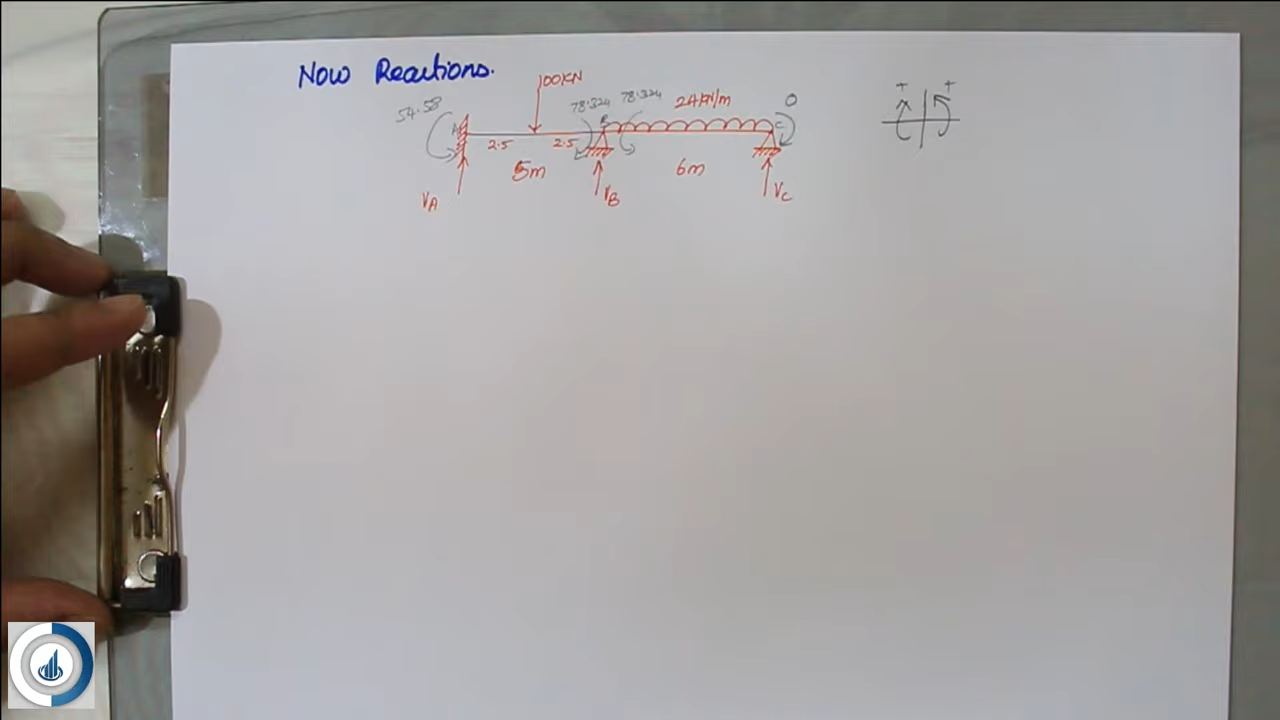 Now Reactions.
100KN
54.58
78.324
78.324
24KN/m
0
+
+
A
B
C
2.5
2.5
5m
6m
VA
VB
VC